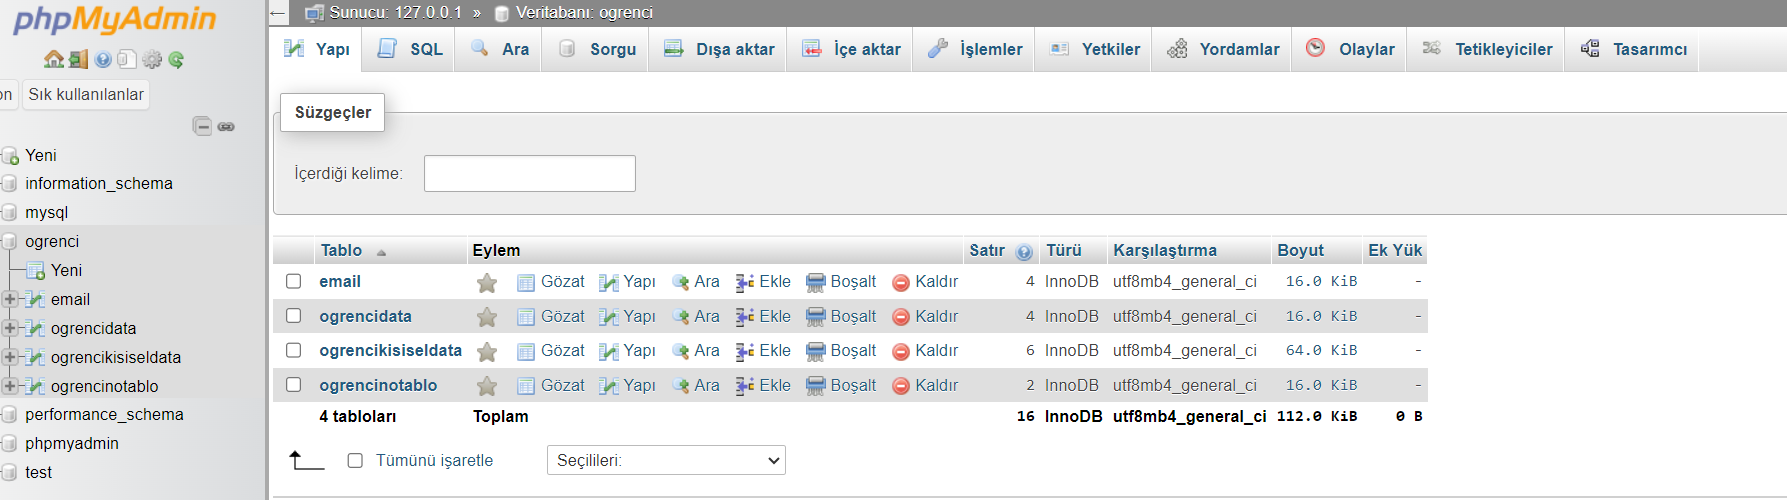 phpMyAdmin
on Sık kullanılanlar
Yeni
information_schema
mysql
ogrenci
Yeni
email
ogrencidata
ogrencikisiseldata
ogrencinotablo
performance_schema
phpmyadmin
test
← Sunucu: 127.0.0.1 » Veritabanı: ogrenci
Yapı SQL Ara Sorgu Dışa aktar İçe aktar İşlemler Yetkiler Yordamlar Olaylar Tetikleyiciler Tasarımcı
Süzgeçler
İçerdiği kelime:
Tablo Eylem Satır Türü Karşılaştırma Boyut Ek Yük
email Gözat Yapı Ara Ekle Boşalt Kaldır 4 InnoDB utf8mb4_general_ci 16.0 KiB -
ogrencidata Gözat Yapı Ara Ekle Boşalt Kaldır 4 InnoDB utf8mb4_general_ci 16.0 KiB -
ogrencikisiseldata Gözat Yapı Ara Ekle Boşalt Kaldır 6 InnoDB utf8mb4_general_ci 64.0 KiB -
ogrencinotablo Gözat Yapı Ara Ekle Boşalt Kaldır 2 InnoDB utf8mb4_general_ci 16.0 KiB -
4 tabloları Toplam 16 InnoDB utf8mb4_general_ci 112.0 KiB 0 B
Tümünü işaretle Seçilileri: